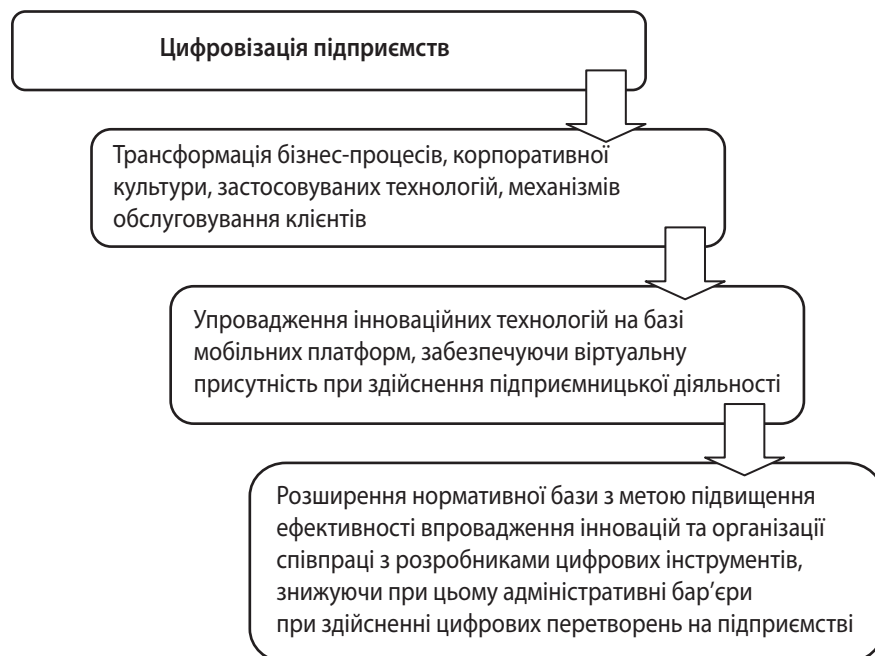 Цифровізація підприємств
Трансформація бізнес-процесів, корпоративної
культури, застосовуваних технологій, механізмів
обслуговування клієнтів
Упровадження інноваційних технологій на базі
мобільних платформ, забезпечуючи віртуальну
присутність при здійснення підприємницької діяльності
Розширення нормативної бази з метою підвищення
ефективності впровадження інновацій та організації
співпраці з розробниками цифрових інструментів,
знижуючи при цьому адміністративні бар’єри
при здійсненні цифрових перетворень на підприємстві